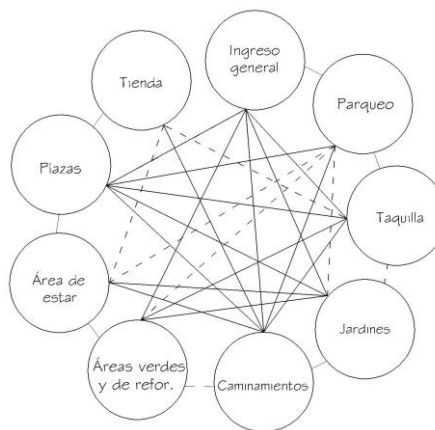 Ingreso
general
Tienda
Parqueo
Plazas
Taquilla
Área de
estar
Jardines
Áreas verdes
y de refor.
Caminamientos